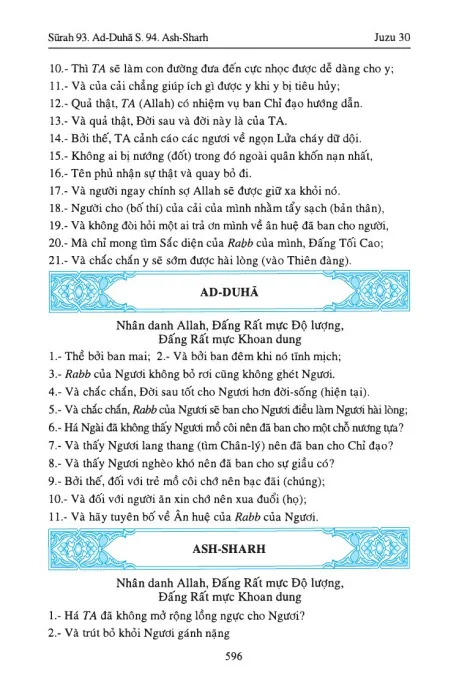 Sūrah 93. Ad-Duhā S. 94. Ash-Sharh Juzu 30
10.- Thì TA sẽ làm con đường đưa đến cực nhọc được dễ dàng cho y;
11.- Và của cải chẳng giúp ích gì được y khi y bị tiêu hủy;
12.- Quả thật, TA (Allah) có nhiệm vụ ban Chỉ đạo hướng dẫn.
13.- Và quả thật, Đời sau và đời này là của TA.
14.- Bởi thế, TA cảnh cáo các ngươi về ngọn Lửa cháy dữ dội.
15.- Không ai bị nướng (đốt) trong đó ngoài quân khốn nạn nhất,
16.- Tên phủ nhận sự thật và quay bỏ đi.
17.- Và người ngay chính sợ Allah sẽ được giữ xa khỏi nó.
18.- Người cho (bố thí) của cải của mình nhằm tẩy sạch (bản thân),
19.- Và không đòi hỏi một ai trả ơn mình về ân huệ đã ban cho người,
20.- Mà chỉ mong tìm Sắc diện của Rabb của mình, Đấng Tối Cao;
21.- Và chắc chắn y sẽ sớm được hài lòng (vào Thiên đàng).
AD-DUHĀ
Nhân danh Allah, Đấng Rất mực Độ lượng,
Đấng Rất mực Khoan dung
1.- Thề bởi ban mai; 2.- Và bởi ban đêm khi nó tĩnh mịch;
3.- Rabb của Ngươi không bỏ rơi cũng không ghét Ngươi.
4.- Và chắc chắn, Đời sau tốt cho Ngươi hơn đời-sống (hiện tại).
5.- Và chắc chắn, Rabb của Ngươi sẽ ban cho Ngươi điều làm Ngươi hài lòng;
6.- Há Ngài đã không thấy Ngươi mồ côi nên đã ban cho một chỗ nương tựa?
7.- Và thấy Ngươi lang thang (tìm Chân-lý) nên đã ban cho Chỉ đạo?
8.- Và thấy Ngươi nghèo khó nên đã ban cho sự giầu có?
9.- Bởi thế, đối với trẻ mồ côi chớ nên bạc đãi (chúng);
10.- Và đối với người ăn xin chớ nên xua đuổi (họ);
11.- Và hãy tuyên bố về Ân huệ của Rabb của Ngươi.
ASH-SHARH
Nhân danh Allah, Đấng Rất mực Độ lượng,
Đấng Rất mực Khoan dung
1.- Há TA đã không mở rộng lồng ngực cho Ngươi?
2.- Và trút bỏ khỏi Ngươi gánh nặng
596